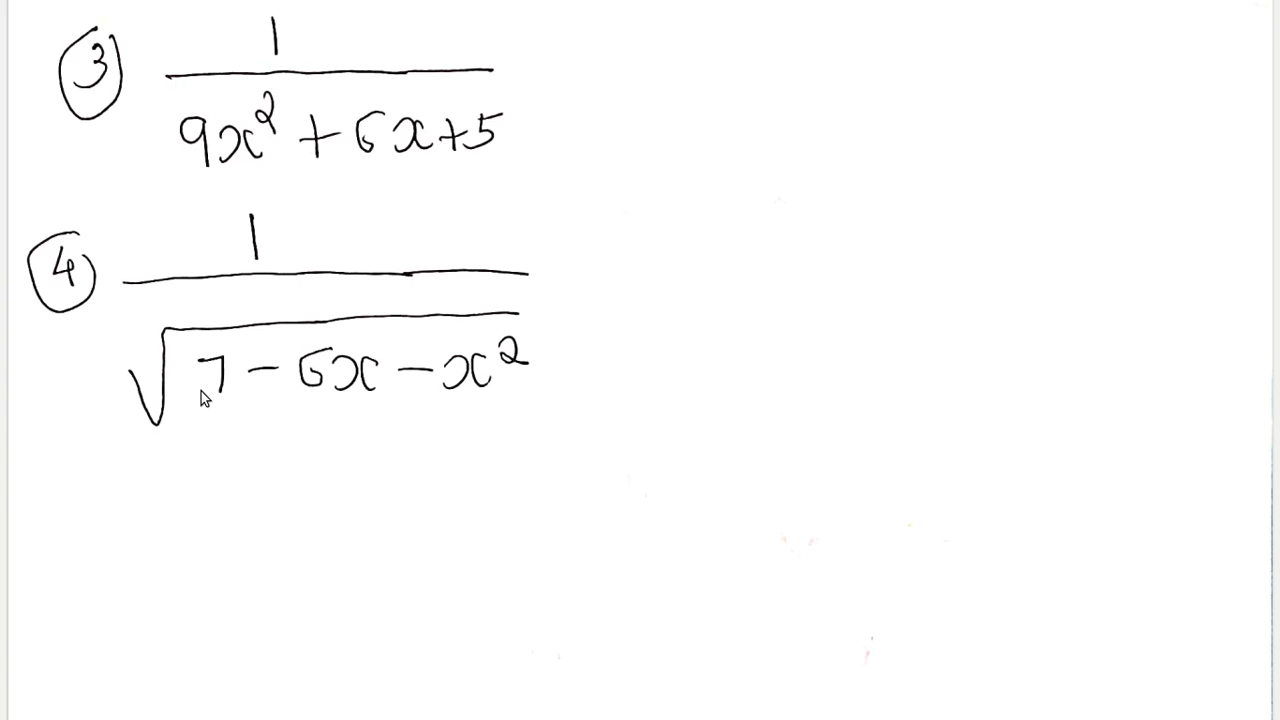 ③ 1
9x² + 6x+5
④ 1
√7 - 6x - x²